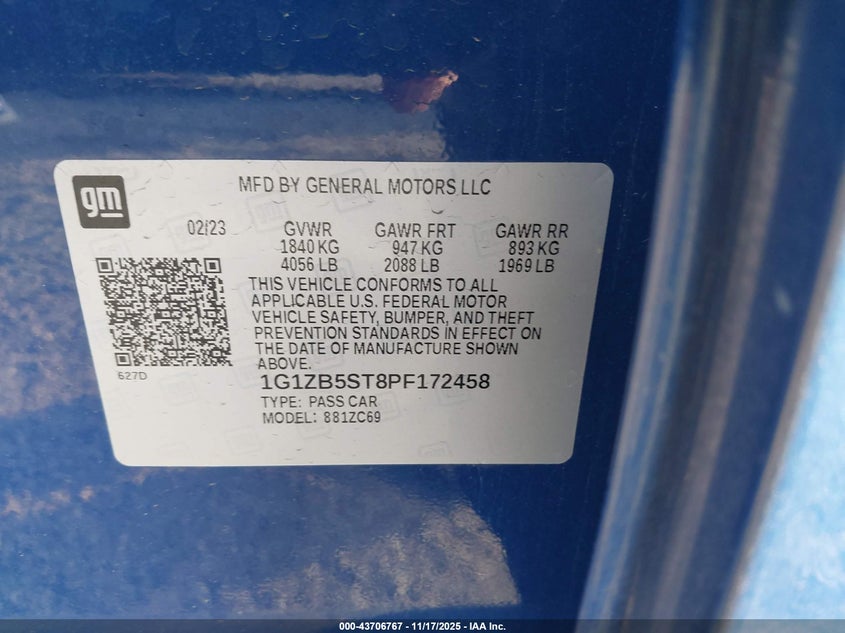 gm
MFD BY GENERAL MOTORS LLC
02/23 GVWR GAWR FRT GAWR RR
1840 KG 947 KG 893 KG
4056 LB 2088 LB 1969 LB
THIS VEHICLE CONFORMS TO ALL
APPLICABLE U.S. FEDERAL MOTOR
VEHICLE SAFETY, BUMPER, AND THEFT
PREVENTION STANDARDS IN EFFECT ON
THE DATE OF MANUFACTURE SHOWN
ABOVE.
627D
1G1ZB5ST8PF172458
TYPE: PASS CAR
MODEL: 881ZC69
000-43706767 - 11/17/2025 - IAA Inc.